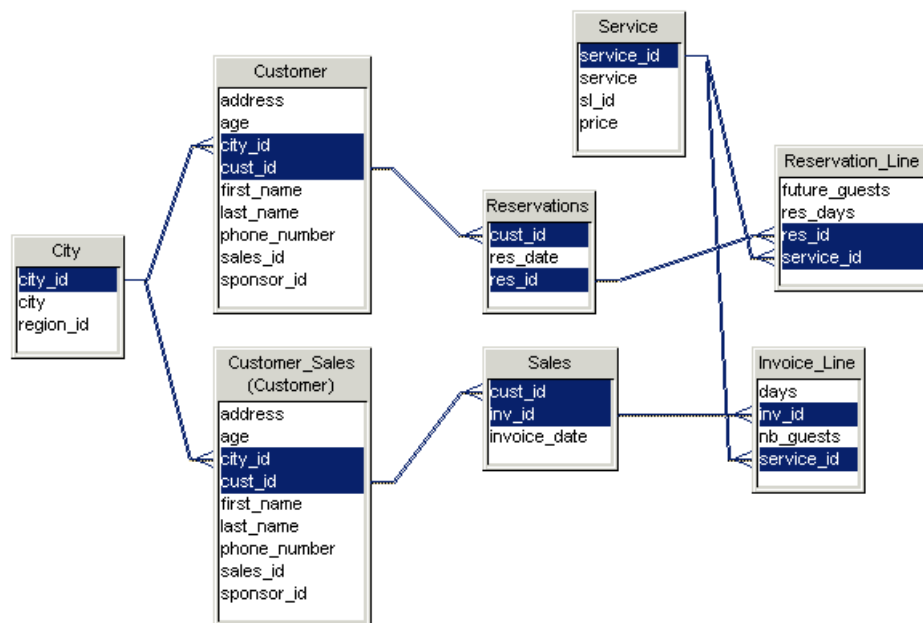 Service
service_id
service
sl_id
price
Customer
address
age
city_id
cust_id
first_name
last_name
phone_number
sales_id
sponsor_id
Reservation_Line
future_guests
res_days
res_id
service_id
Reservations
cust_id
res_date
res_id
City
city_id
city
region_id
Customer_Sales
(Customer)
address
age
city_id
cust_id
first_name
last_name
phone_number
sales_id
sponsor_id
Sales
cust_id
inv_id
invoice_date
Invoice_Line
days
inv_id
nb_guests
service_id